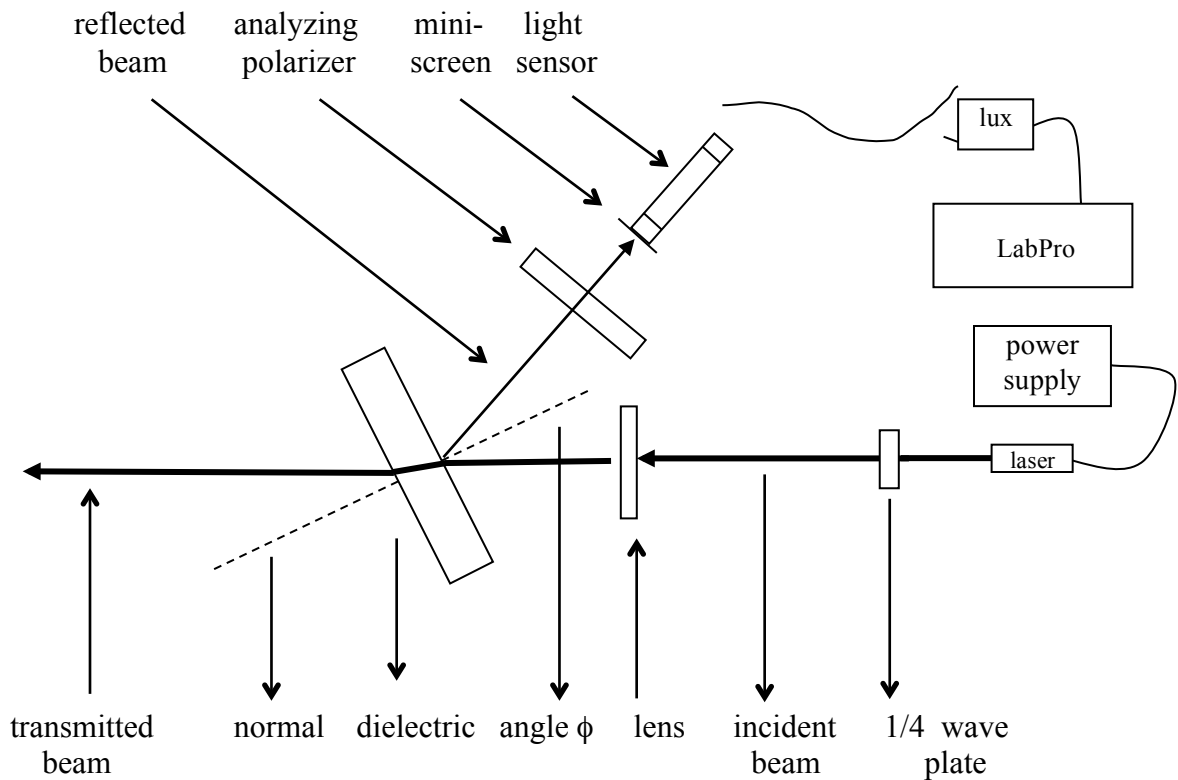 reflected
beam
analyzing
polarizer
mini-
screen
light
sensor
lux
LabPro
power
supply
laser
transmitted
beam
normal
dielectric
angle ϕ
lens
incident
beam
1/4 wave
plate